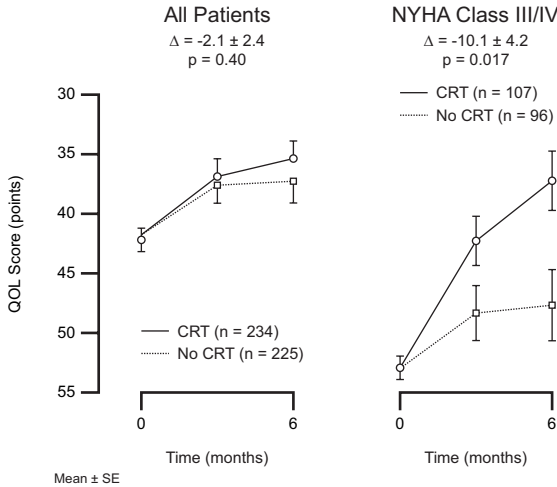 All Patients
Δ = -2.1 ± 2.4
p = 0.40
NYHA Class III/IV
Δ = -10.1 ± 4.2
p = 0.017
CRT (n = 107)
No CRT (n = 96)
QOL Score (points)
30
35
40
45
50
55
CRT (n = 234)
No CRT (n = 225)
0
6
Time (months)
0
6
Time (months)
Mean ± SE